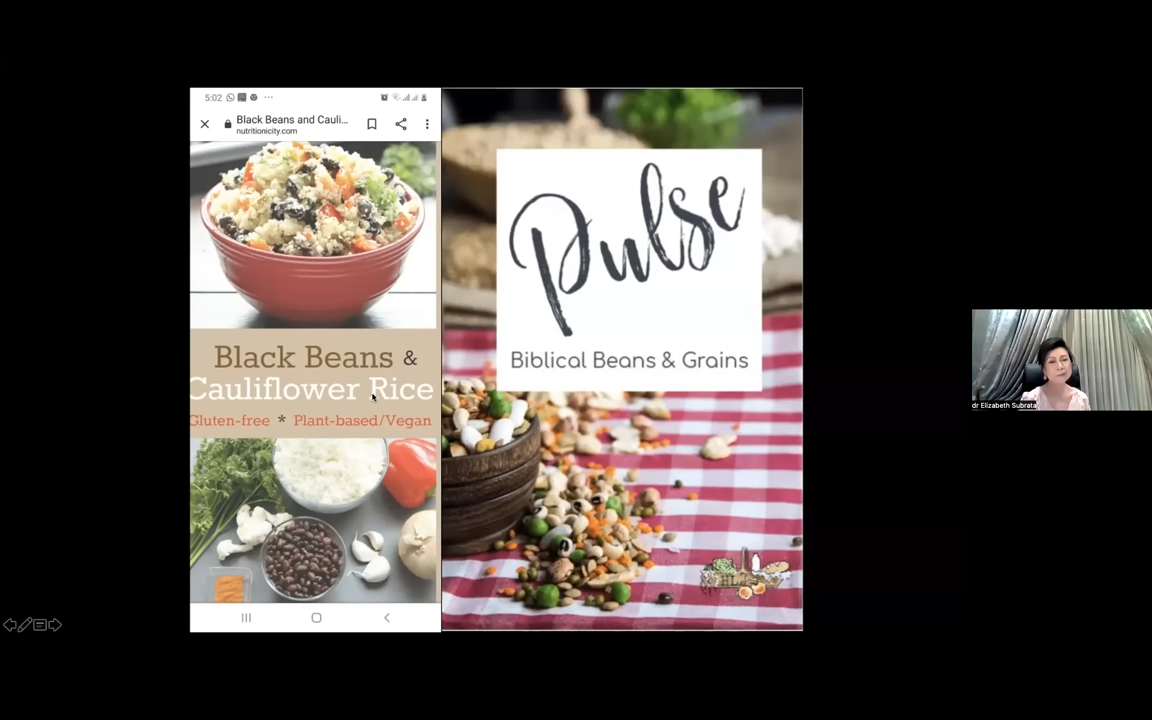 5:02
Black Beans and Cauli...
nutritionicity.com
Black Beans &
Cauliflower Rice
Gluten-free * Plant-based/Vegan
Pulse
Biblical Beans & Grains
dr Elizabeth Subrata